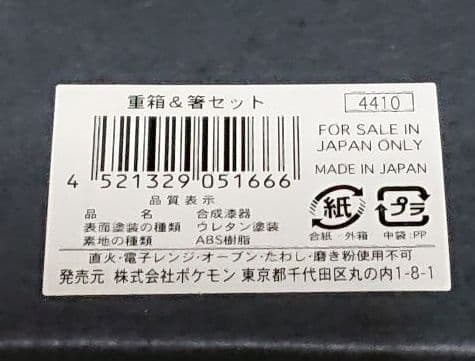 重箱&箸セット
4410
4 521329 051666
FOR SALE IN
JAPAN ONLY
MADE IN JAPAN
品質表示
品 名 合成漆器
表面塗装の種類 ウレタン塗装
素地の種類 ABS樹脂
紙
合紙・外箱
プラ
中袋:PP
直火・電子レンジ・オーブン・たわし・磨き粉使用不可
発売元 株式会社ポケモン 東京都千代田区丸の内1-8-1